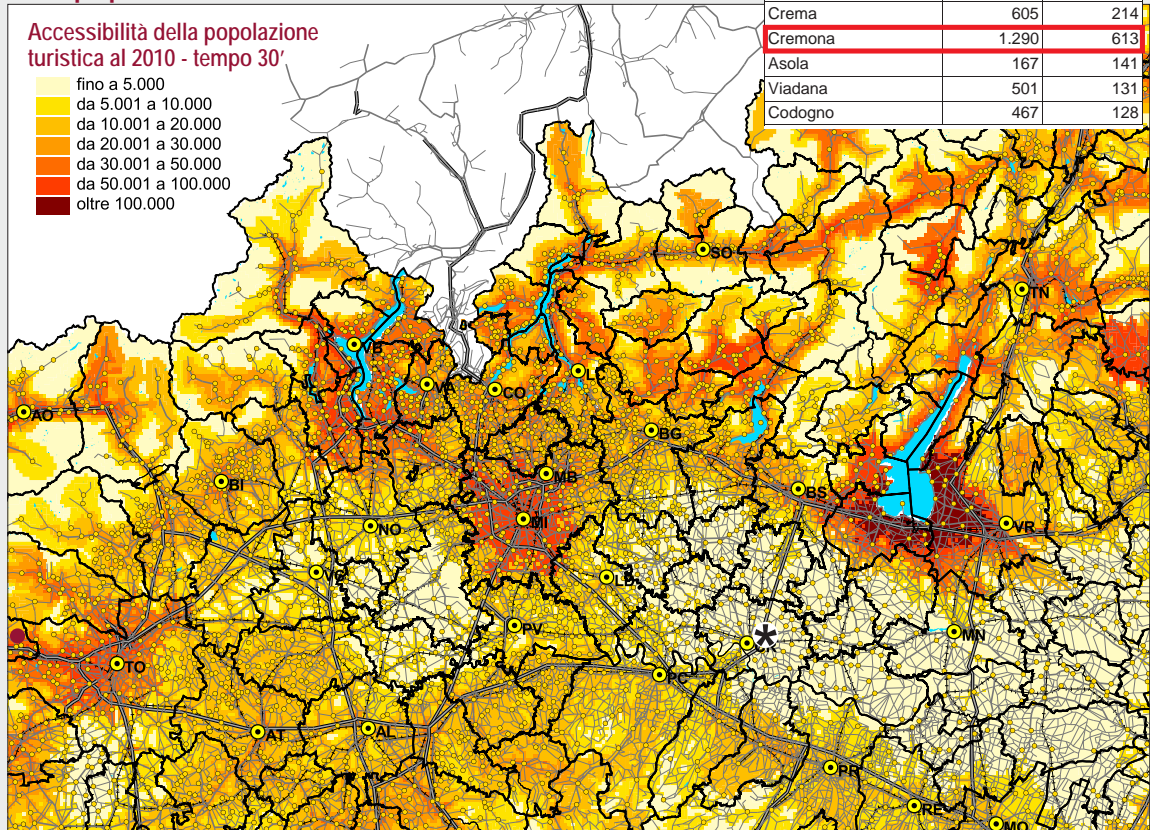 Accessibilità della popolazione
turistica al 2010 - tempo 30'
fino a 5.000
da 5.001 a 10.000
da 10.001 a 20.000
da 20.001 a 30.000
da 30.001 a 50.000
da 50.001 a 100.000
oltre 100.000
Crema 605 214
Cremona 1.290 613
Asola 167 141
Viadana 501 131
Codogno 467 128
SO
TN
VB
VA
CO
LC
AO
BG
BI
MB
BS
MI
NO
VR
VC
LO
PV
*
MN
TO
PC
AT
AL
PR
RE
MO